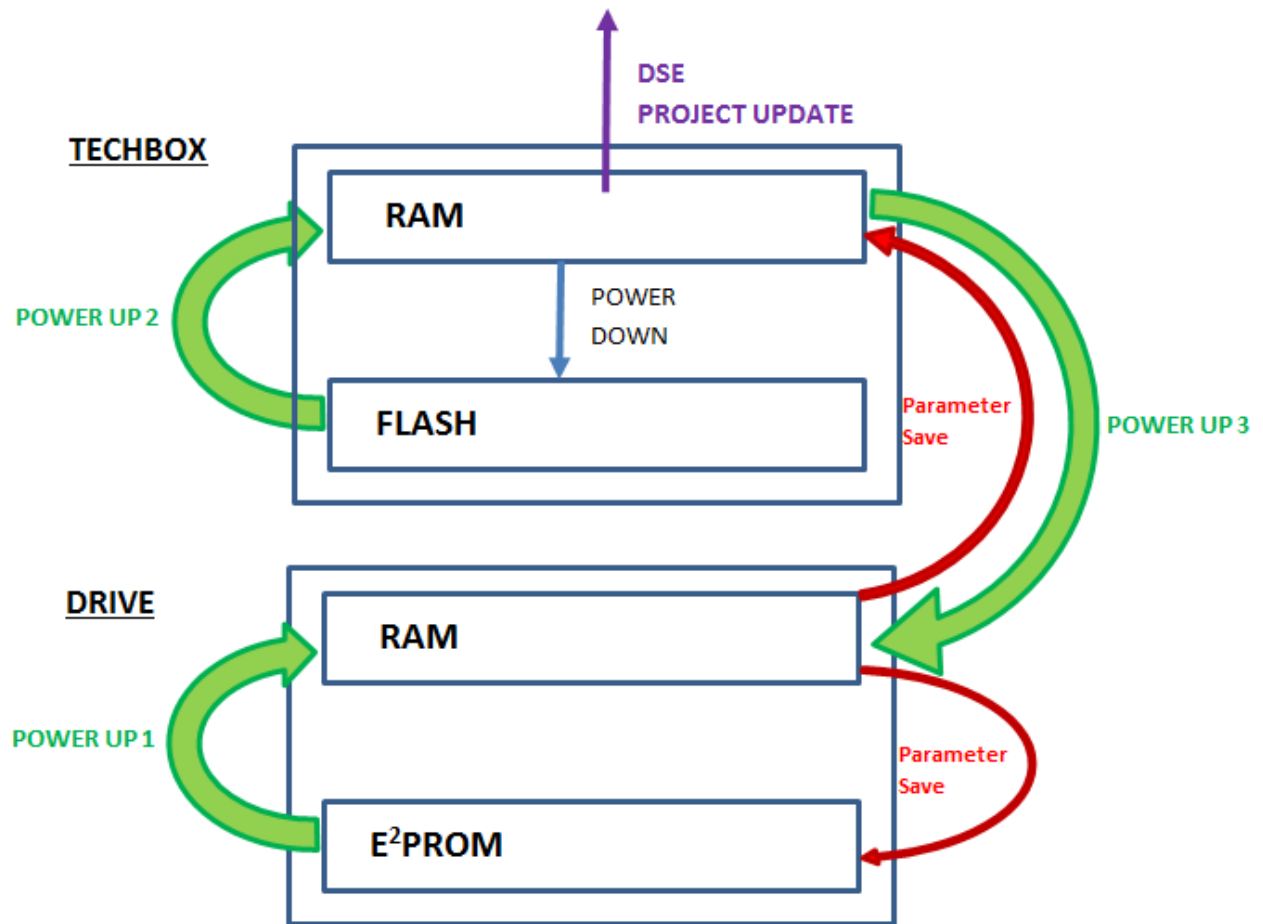 DSE
PROJECT UPDATE
TECHBOX
RAM
POWER UP 2
POWER
DOWN
FLASH
Parameter
Save
POWER UP 3
DRIVE
RAM
POWER UP 1
Parameter
Save
E²PROM